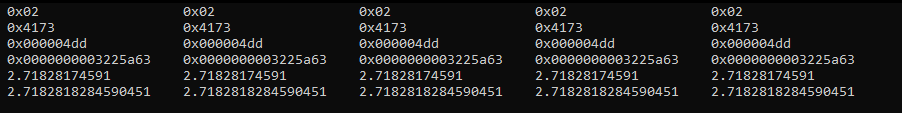 0x02 0x02 0x02 0x02 0x02
0x4173 0x4173 0x4173 0x4173 0x4173
0x000004dd 0x000004dd 0x000004dd 0x000004dd 0x000004dd
0x0000000003225a63 0x0000000003225a63 0x0000000003225a63 0x0000000003225a63 0x0000000003225a63
2.71828174591 2.71828174591 2.71828174591 2.71828174591 2.71828174591
2.7182818284590451 2.7182818284590451 2.7182818284590451 2.7182818284590451 2.7182818284590451